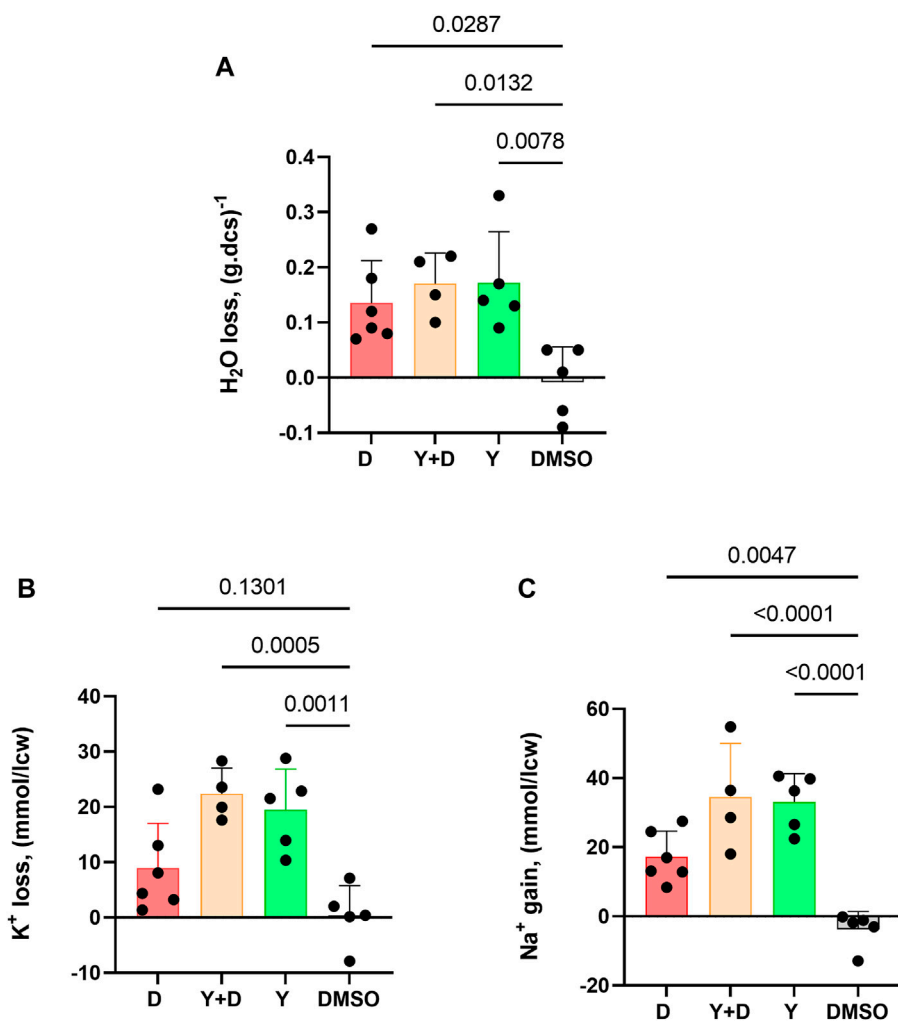 A
0.0287
0.0132
0.0078
H₂O loss, (g.dcs)⁻¹
0.4
0.3
0.2
0.1
0.0
-0.1
D Y+D Y DMSO
B
0.1301
0.0005
0.0011
K⁺ loss, (mmol/lcw)
40
30
20
10
0
-10
D Y+D Y DMSO
C
0.0047
<0.0001
<0.0001
Na⁺ gain, (mmol/lcw)
60
40
20
0
-20
D Y+D Y DMSO